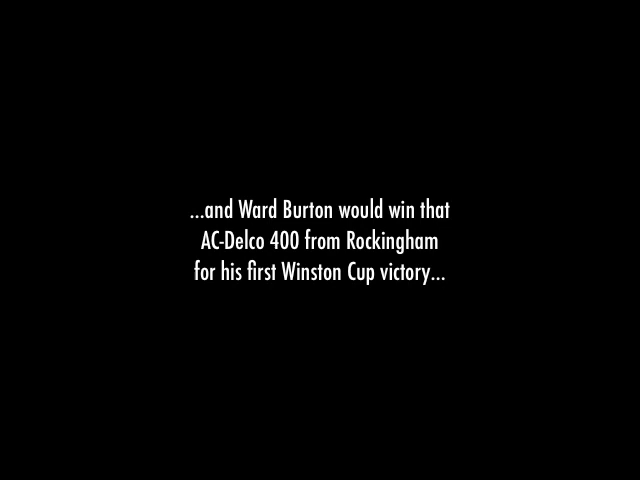 ...and Ward Burton would win that
AC-Delco 400 from Rockingham
for his first Winston Cup victory...